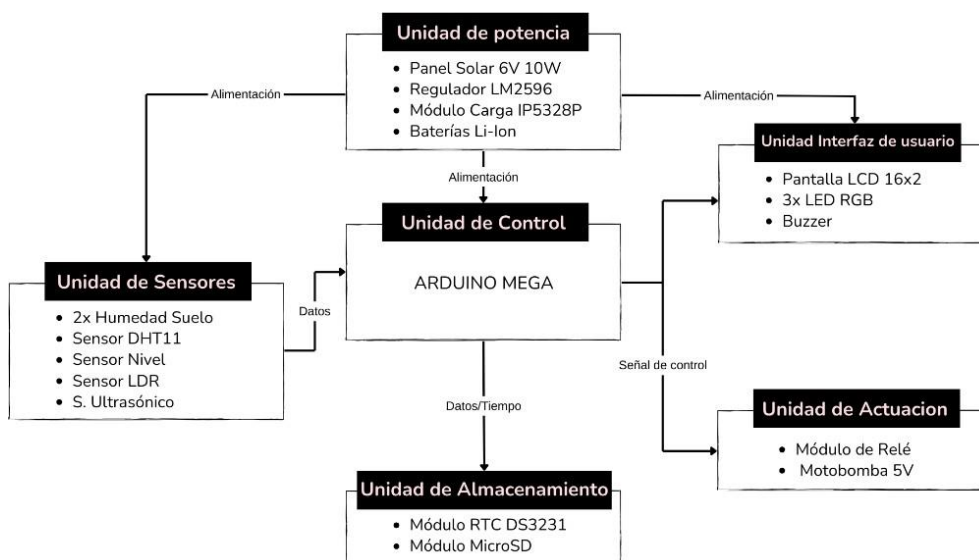 Unidad de potencia
Panel Solar 6V 10W
Regulador LM2596
Módulo Carga IP5328P
Baterías Li-Ion
Alimentación
Alimentación
Alimentación
Unidad Interfaz de usuario
Pantalla LCD 16x2
3x LED RGB
Buzzer
Unidad de Control
ARDUINO MEGA
Unidad de Sensores
2x Humedad Suelo
Sensor DHT11
Sensor Nivel
Sensor LDR
S. Ultrasónico
Datos
Señal de control
Datos/Tiempo
Unidad de Actuacion
Módulo de Relé
Motobomba 5V
Unidad de Almacenamiento
Módulo RTC DS3231
Módulo MicroSD